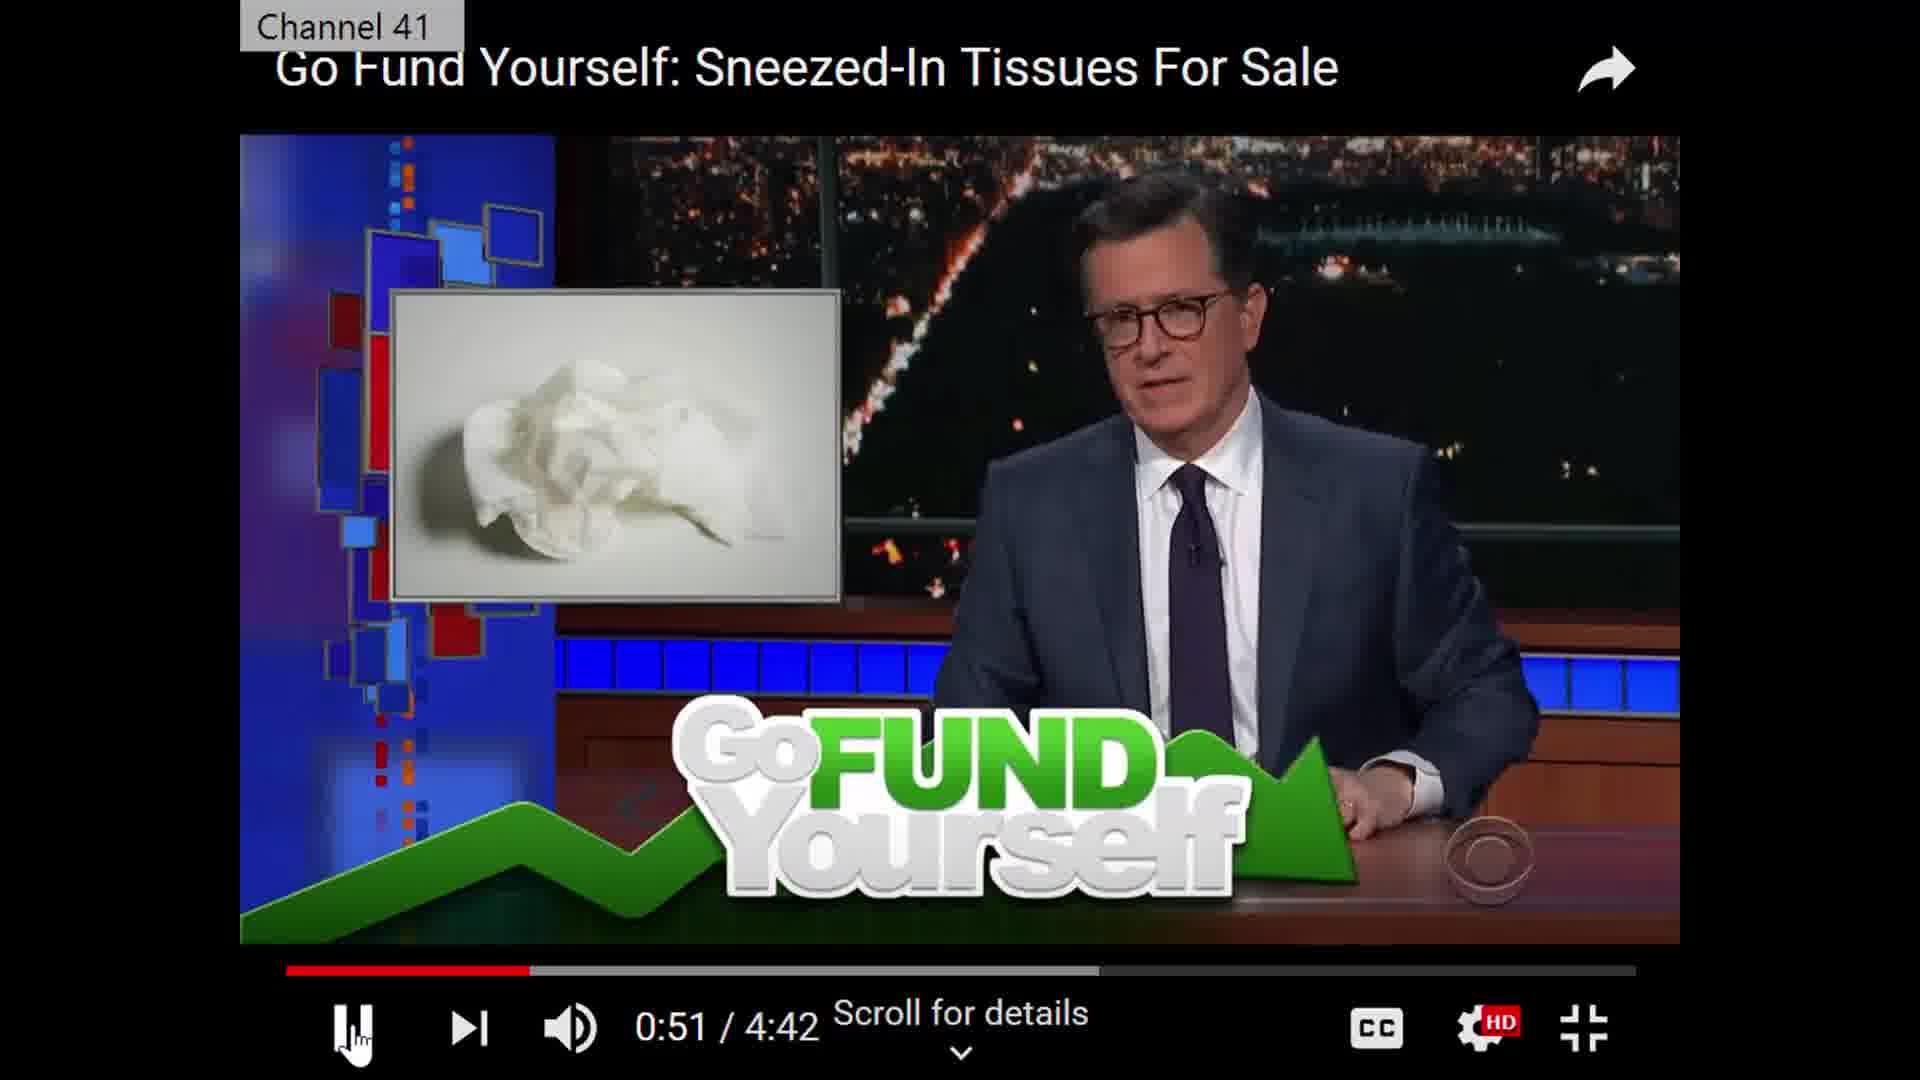 Channel 41
Go Fund Yourself: Sneezed-In Tissues For Sale
Go FUND
Yourself
0:51 / 4:42
Scroll for details
CC
HD